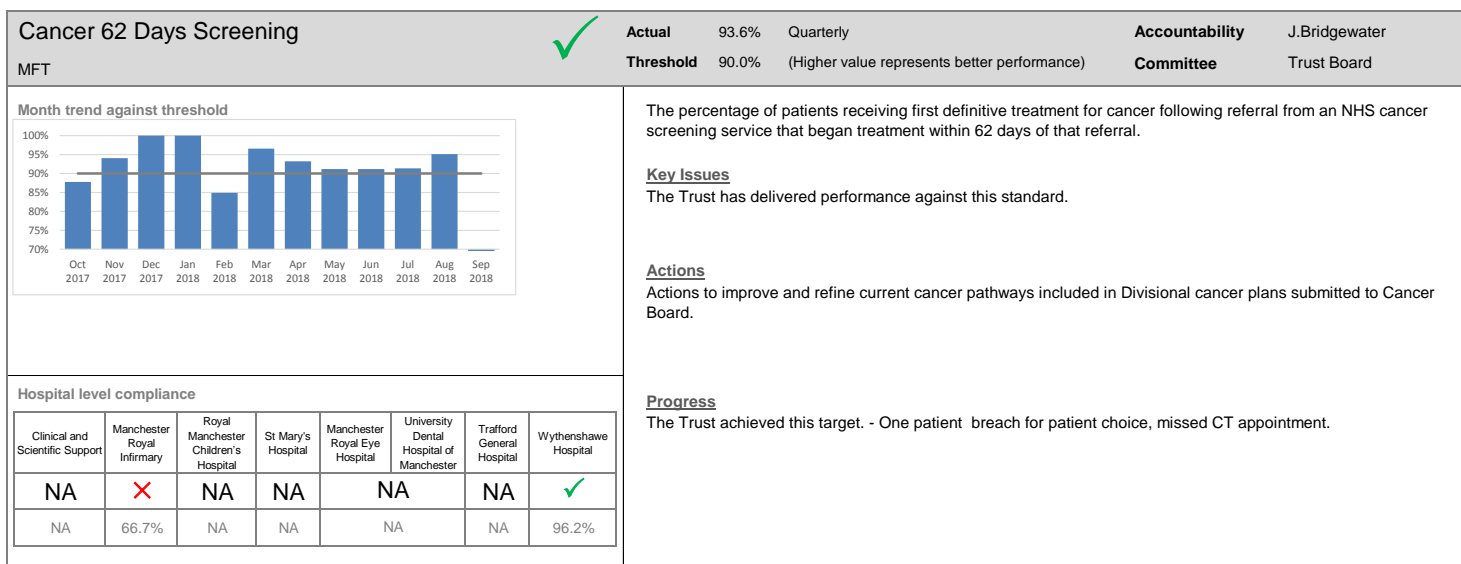 Cancer 62 Days Screening
MFT
Actual 93.6% Quarterly
Threshold 90.0% (Higher value represents better performance)
Accountability J.Bridgewater
Committee Trust Board
Month trend against threshold
100%
95%
90%
85%
80%
75%
70%
Oct Nov Dec Jan Feb Mar Apr May Jun Jul Aug Sep
2017 2017 2017 2018 2018 2018 2018 2018 2018 2018 2018 2018
The percentage of patients receiving first definitive treatment for cancer following referral from an NHS cancer
screening service that began treatment within 62 days of that referral.
Key Issues
The Trust has delivered performance against this standard.
Actions
Actions to improve and refine current cancer pathways included in Divisional cancer plans submitted to Cancer
Board.
Progress
The Trust achieved this target. - One patient  breach for patient choice, missed CT appointment.
Hospital level compliance
Clinical and
Scientific Support
Manchester
Royal
Infirmary
Royal
Manchester
Children's
Hospital
St Mary's
Hospital
Manchester
Royal Eye
Hospital
University
Dental
Hospital of
Manchester
Trafford
General
Hospital
Wythenshawe
Hospital
NA ✕ NA NA NA NA ✓
NA 66.7% NA NA NA NA 96.2%